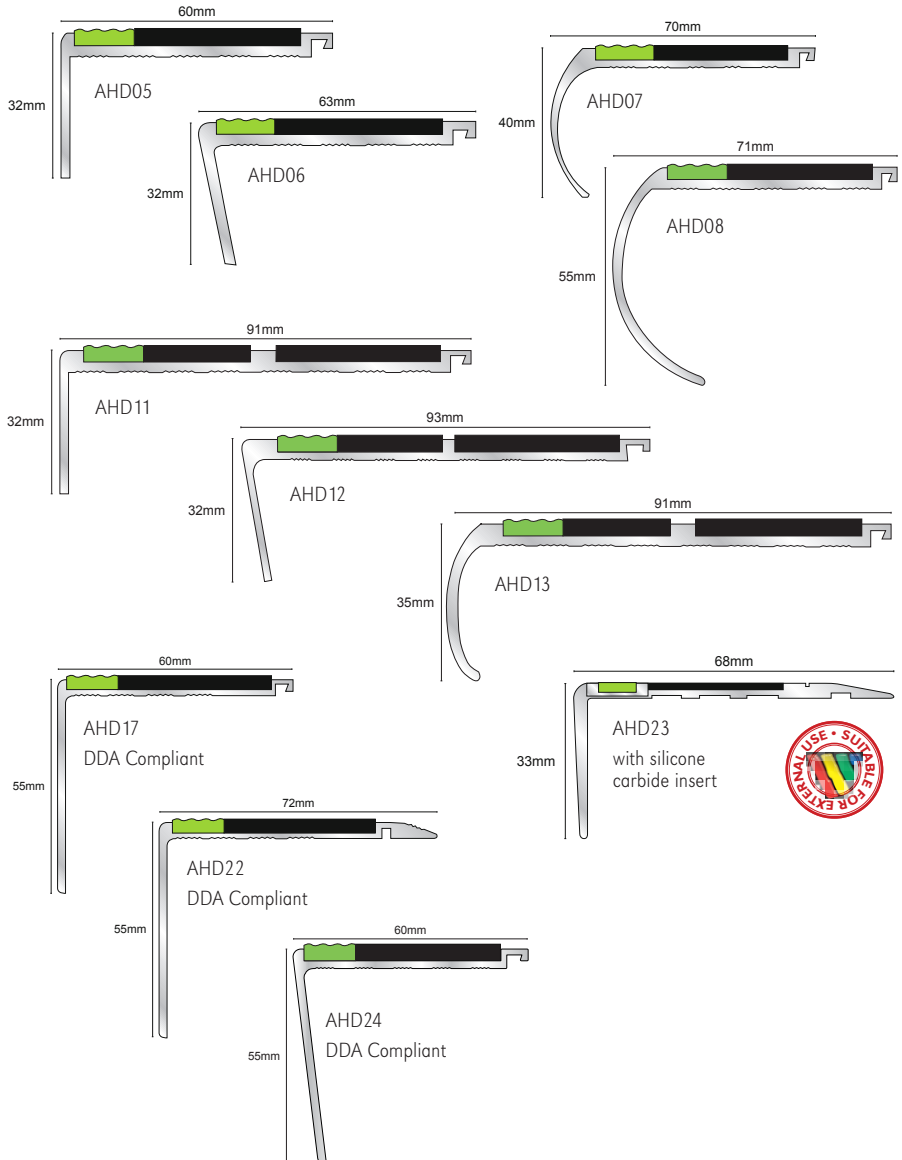 60mm
32mm
AHD05
63mm
32mm
AHD06
70mm
40mm
AHD07
71mm
55mm
AHD08
91mm
32mm
AHD11
93mm
32mm
AHD12
91mm
35mm
AHD13
60mm
55mm
AHD17
DDA Compliant
68mm
33mm
AHD23
with silicone
carbide insert
SUITABLE FOR EXTERNAL USE •
72mm
55mm
AHD22
DDA Compliant
60mm
55mm
AHD24
DDA Compliant